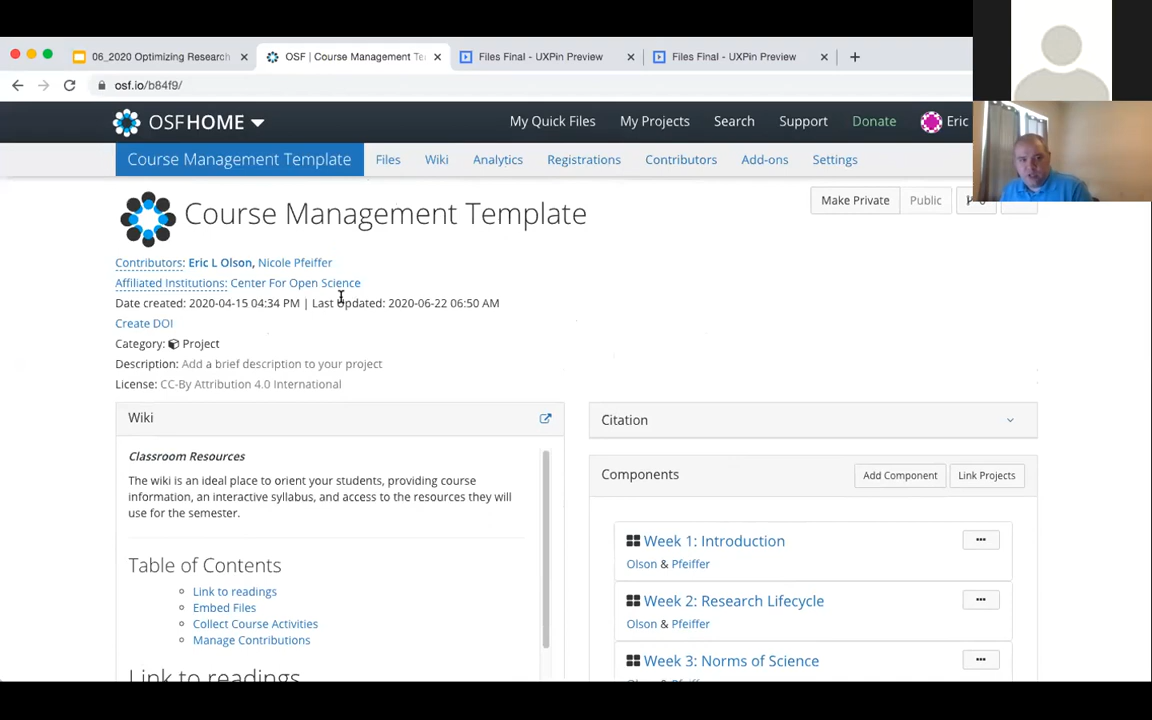 06_2020 Optimizing Research
OSF | Course Management Te
Files Final - UXPin Preview
Files Final - UXPin Preview
osf.io/b84f9/
OSFHOME
My Quick Files
My Projects
Search
Support
Donate
Eric
Course Management Template
Files
Wiki
Analytics
Registrations
Contributors
Add-ons
Settings
Course Management Template
Make Private
Public
Contributors: Eric L Olson, Nicole Pfeiffer
Affiliated Institutions: Center For Open Science
Date created: 2020-04-15 04:34 PM | Last Updated: 2020-06-22 06:50 AM
Create DOI
Category: Project
Description: Add a brief description to your project
License: CC-By Attribution 4.0 International
Wiki
Classroom Resources
The wiki is an ideal place to orient your students, providing course
information, an interactive syllabus, and access to the resources they will
use for the semester.
Table of Contents
Link to readings
Embed Files
Collect Course Activities
Manage Contributions
Link to readings
Citation
Components
Add Component
Link Projects
Week 1: Introduction
Olson & Pfeiffer
Week 2: Research Lifecycle
Olson & Pfeiffer
Week 3: Norms of Science